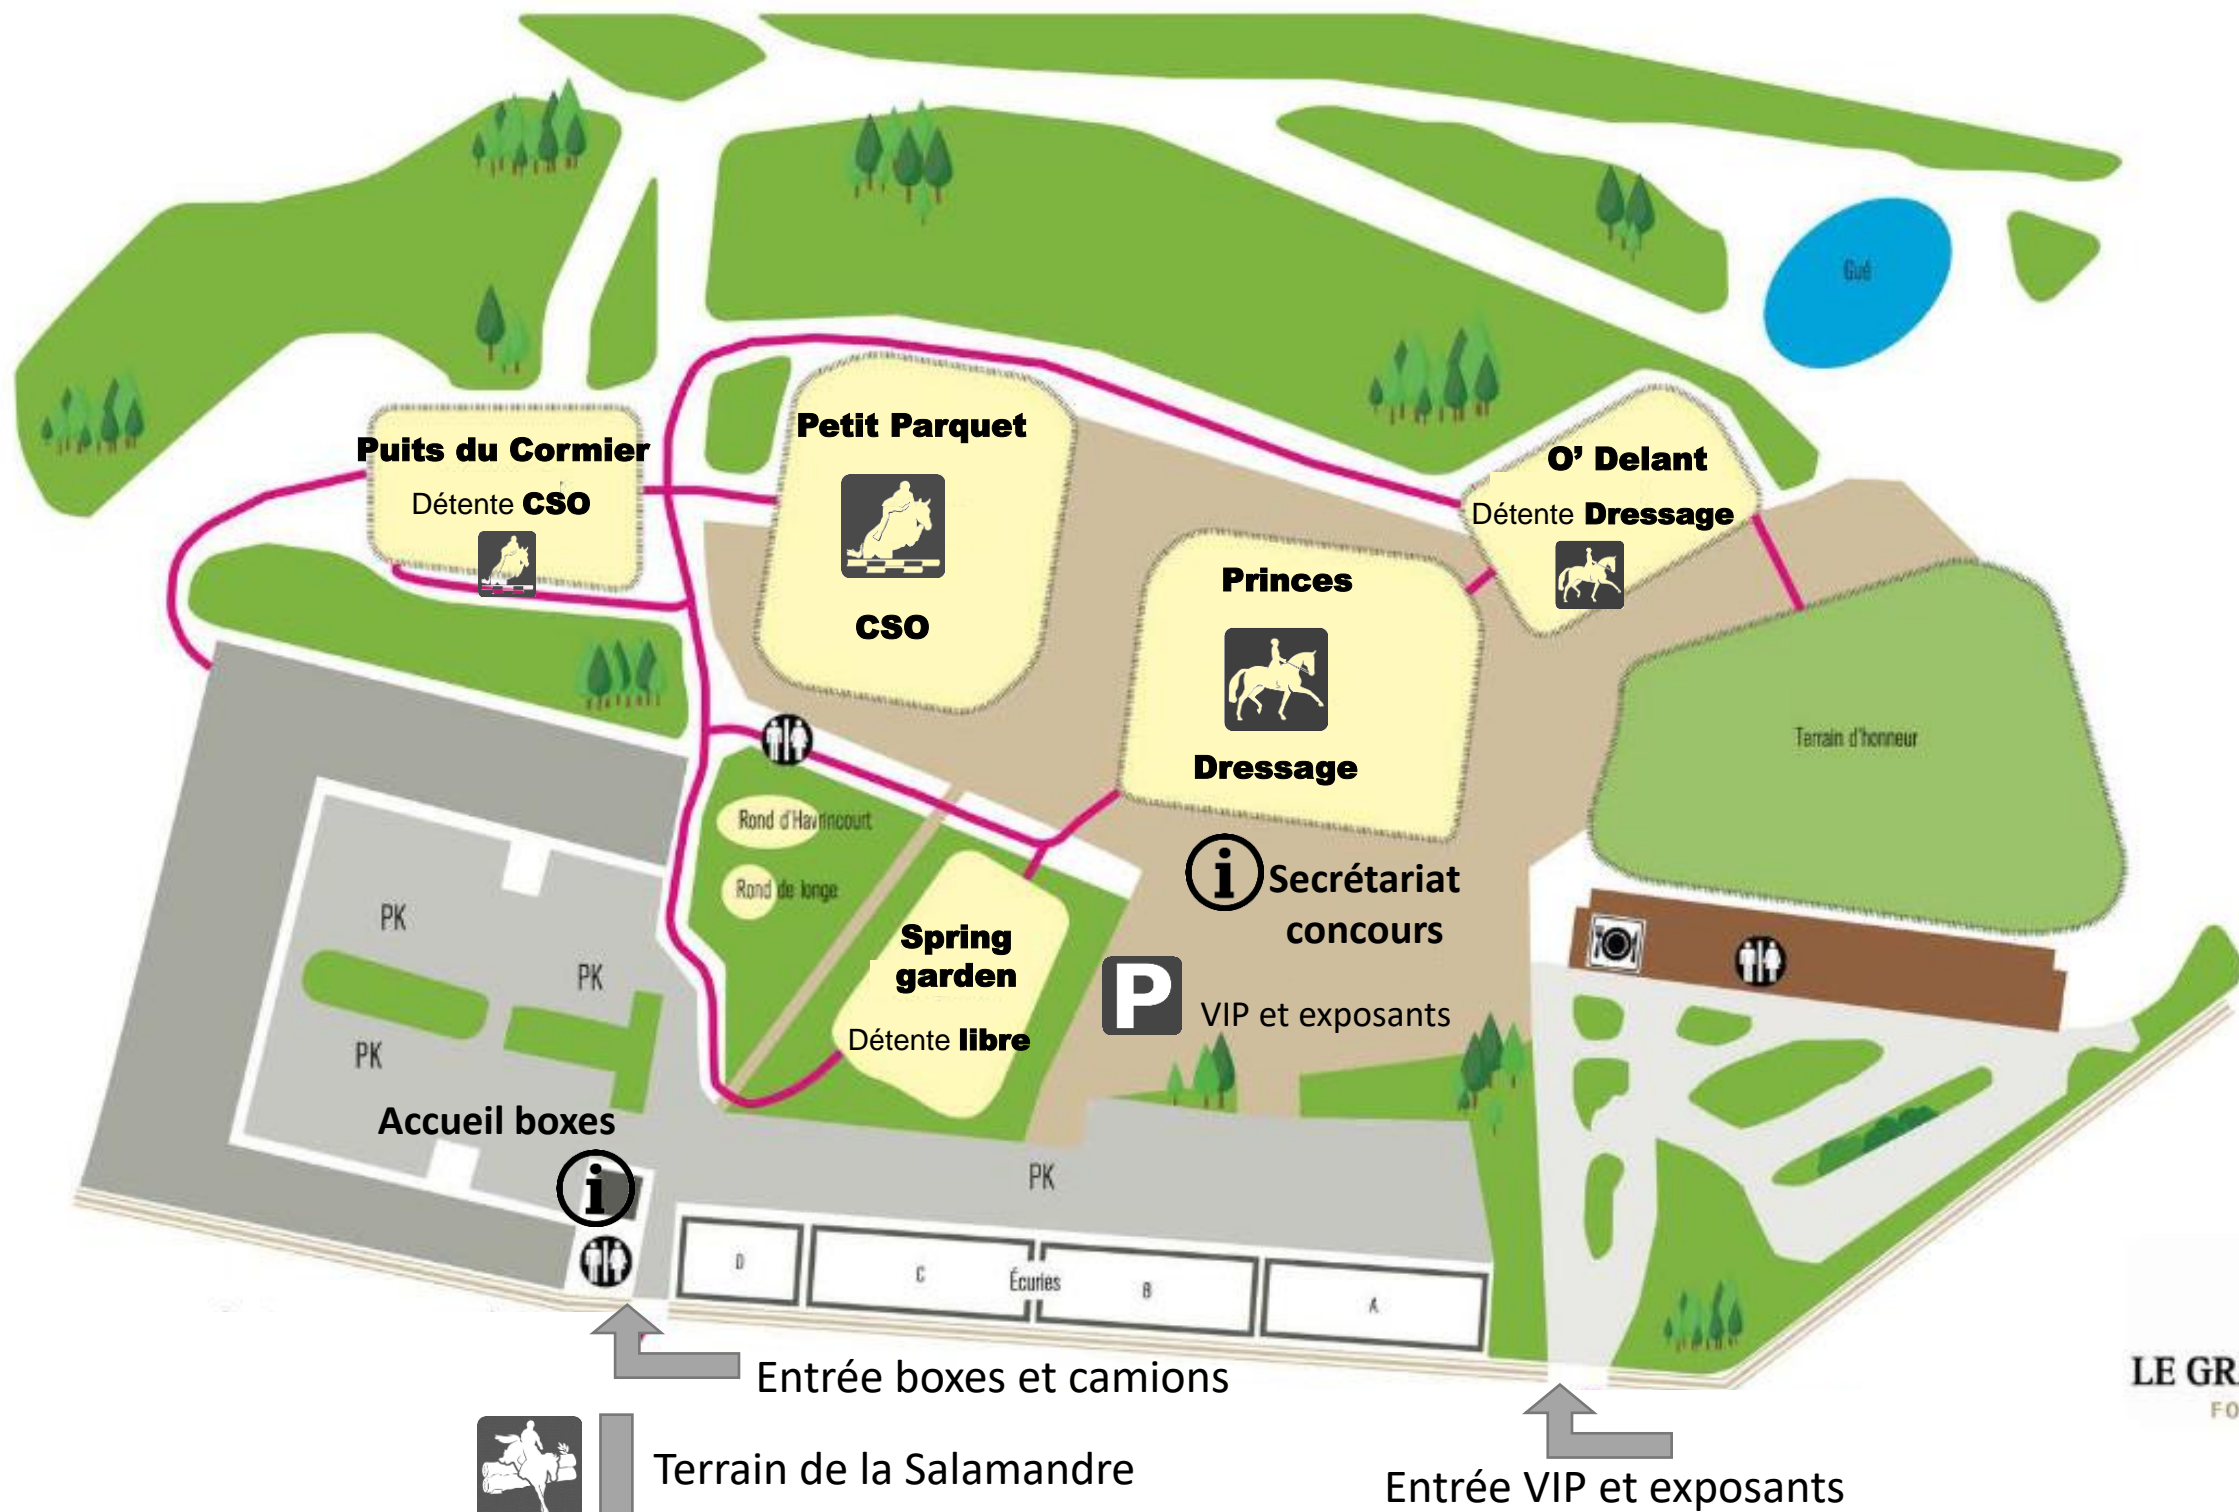 Gué
Puits du Cormier
Détente CSO
Petit Parquet
CSO
O' Delant
Détente Dressage
Princes
Dressage
Terrain d'honneur
Rond d'Havrincourt
Rond de longe
Secrétariat
concours
Spring
garden
Détente libre
P
VIP et exposants
PK
PK
PK
Accueil boxes
PK
D
C
Écuries
B
A
Entrée boxes et camions
Terrain de la Salamandre
Entrée VIP et exposants
LE GR
FO